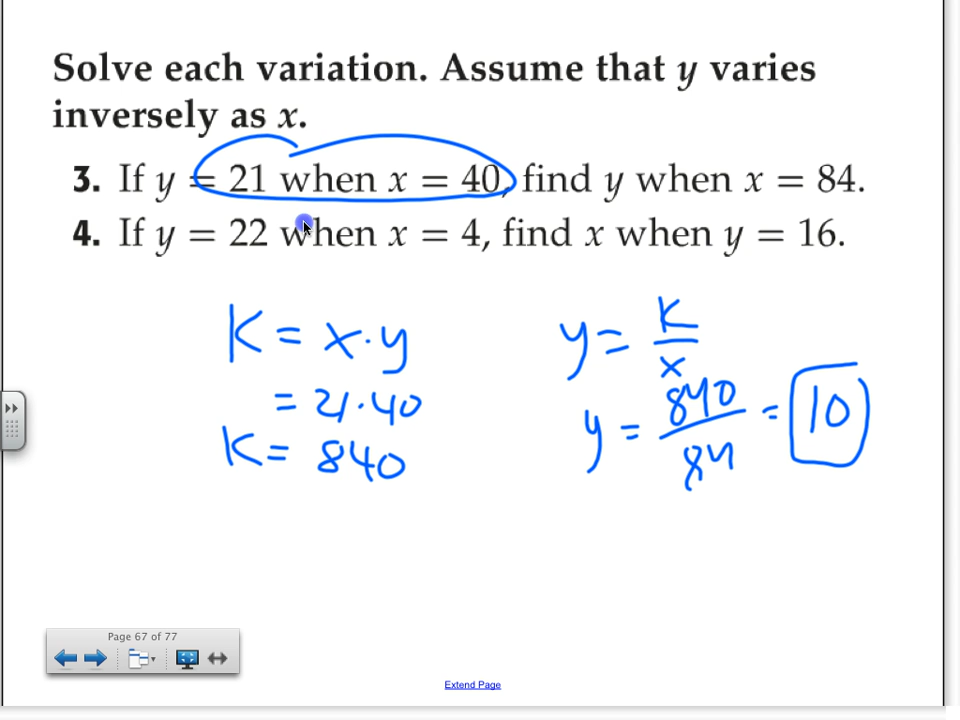 Solve each variation. Assume that y varies
inversely as x.
3. If y = 21 when x = 40, find y when x = 84.
4. If y = 22 when x = 4, find x when y = 16.
K = x·y
= 21·40
K = 840
y = K/x
y = 840/84 = 10
Page 67 of 77
Extend Page